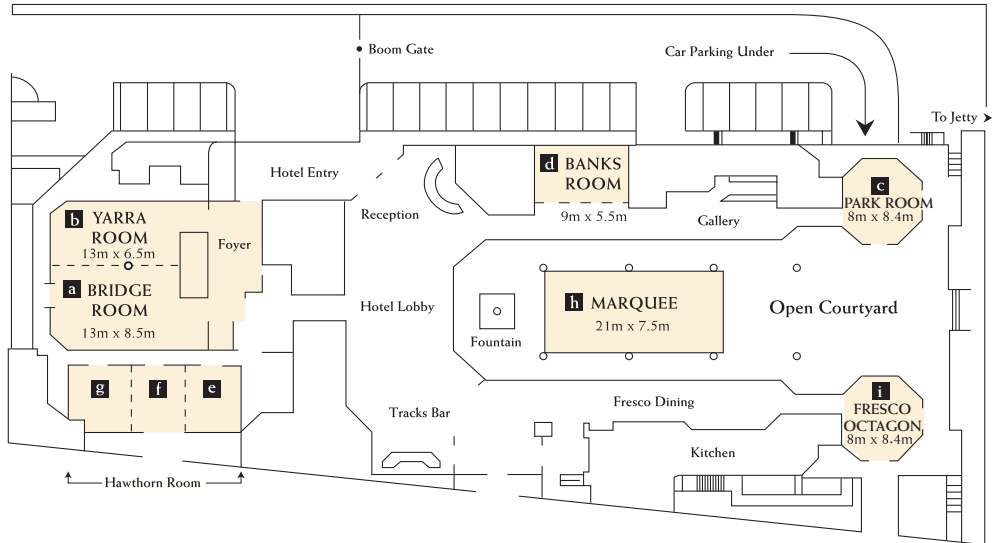 Boom Gate
Car Parking Under
To Jetty
Hotel Entry
d BANKS
ROOM
9m x 5.5m
c
PARK ROOM
8m x 8.4m
Reception
Gallery
b YARRA
ROOM
13m x 6.5m
Foyer
a BRIDGE
ROOM
13m x 8.5m
Hotel Lobby
Fountain
h MARQUEE
21m x 7.5m
Open Courtyard
g f e
Hawthorn Room
Tracks Bar
Fresco Dining
Kitchen
i
FRESCO
OCTAGON
8m x 8.4m